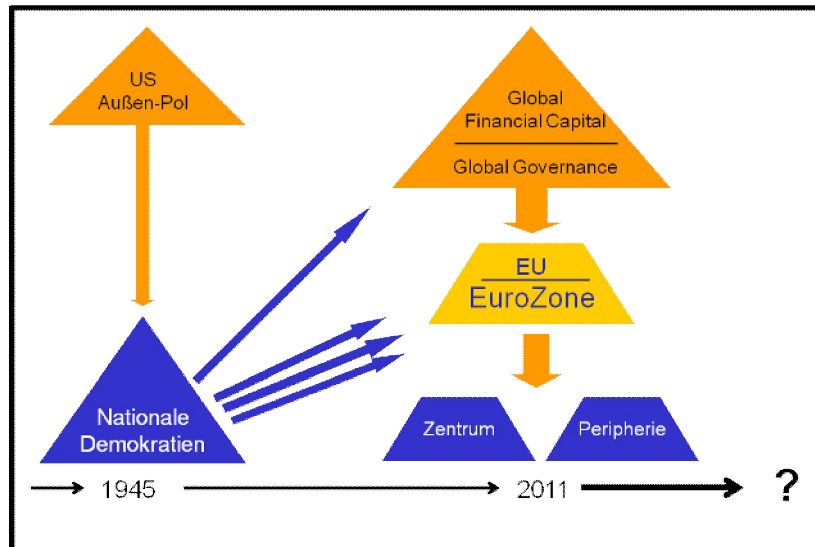 US
Außen-Pol
Global
Financial Capital
Global Governance
EU
EuroZone
Nationale
Demokratien
Zentrum
Peripherie
1945
2011
?